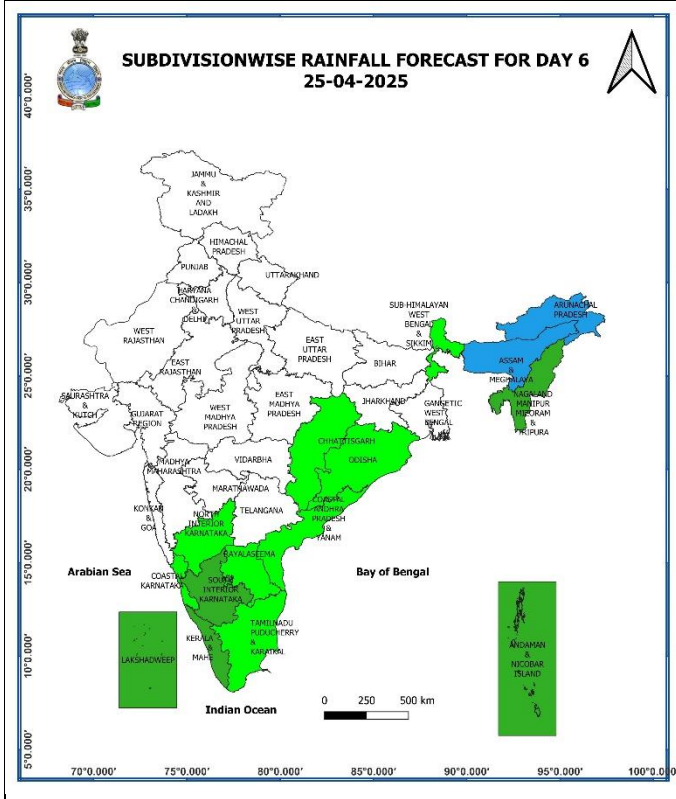 SUBDIVISIONWISE RAINFALL FORECAST FOR DAY 6
25-04-2025
40°0.000'
35°0.000'
30°0.000'
25°0.000'
20°0.000'
15°0.000'
10°0.000'
5°0.000'
JAMMU
&
KASHMIR
AND
LADAKH
HIMACHAL
PRADESH
PUNJAB
UTTARAKHAND
HARYANA
CHANDIGARH
&
DELHI
WEST
UTTAR
PRADESH
WEST
RAJASTHAN
EAST
RAJASTHAN
EAST
UTTAR
PRADESH
SUB-HIMALAYAN
WEST
BENGAL
&
SIKKIM
ARUNACHAL
PRADESH
BIHAR
ASSAM
&
MEGHALAYA
NAGALAND
MANIPUR
MIZORAM
&
TRIPURA
SAURASHTRA
&
KUTCH
GUJARAT
REGION
WEST
MADHYA
PRADESH
EAST
MADHYA
PRADESH
JHARKHAND
GANGETIC
WEST
BENGAL
CHHATTISGARH
ODISHA
MADHYA
MAHARASHTRA
VIDARBHA
MARATHAWADA
TELANGANA
COASTAL
ANDHRA
PRADESH
&
YANAM
KONKAN
&
GOA
NORTH
INTERIOR
KARNATAKA
RAYALASEEMA
COASTAL
KARNATAKA
SOUTH
INTERIOR
KARNATAKA
Arabian Sea
Bay of Bengal
TAMILNADU
PUDUCHERRY
&
KARAIKAL
KERALA
&
MAHE
LAKSHADWEEP
ANDAMAN
&
NICOBAR
ISLAND
Indian Ocean
0 250 500 km
70°0.000' 75°0.000' 80°0.000' 85°0.000' 90°0.000' 95°0.000' 100°0.000'